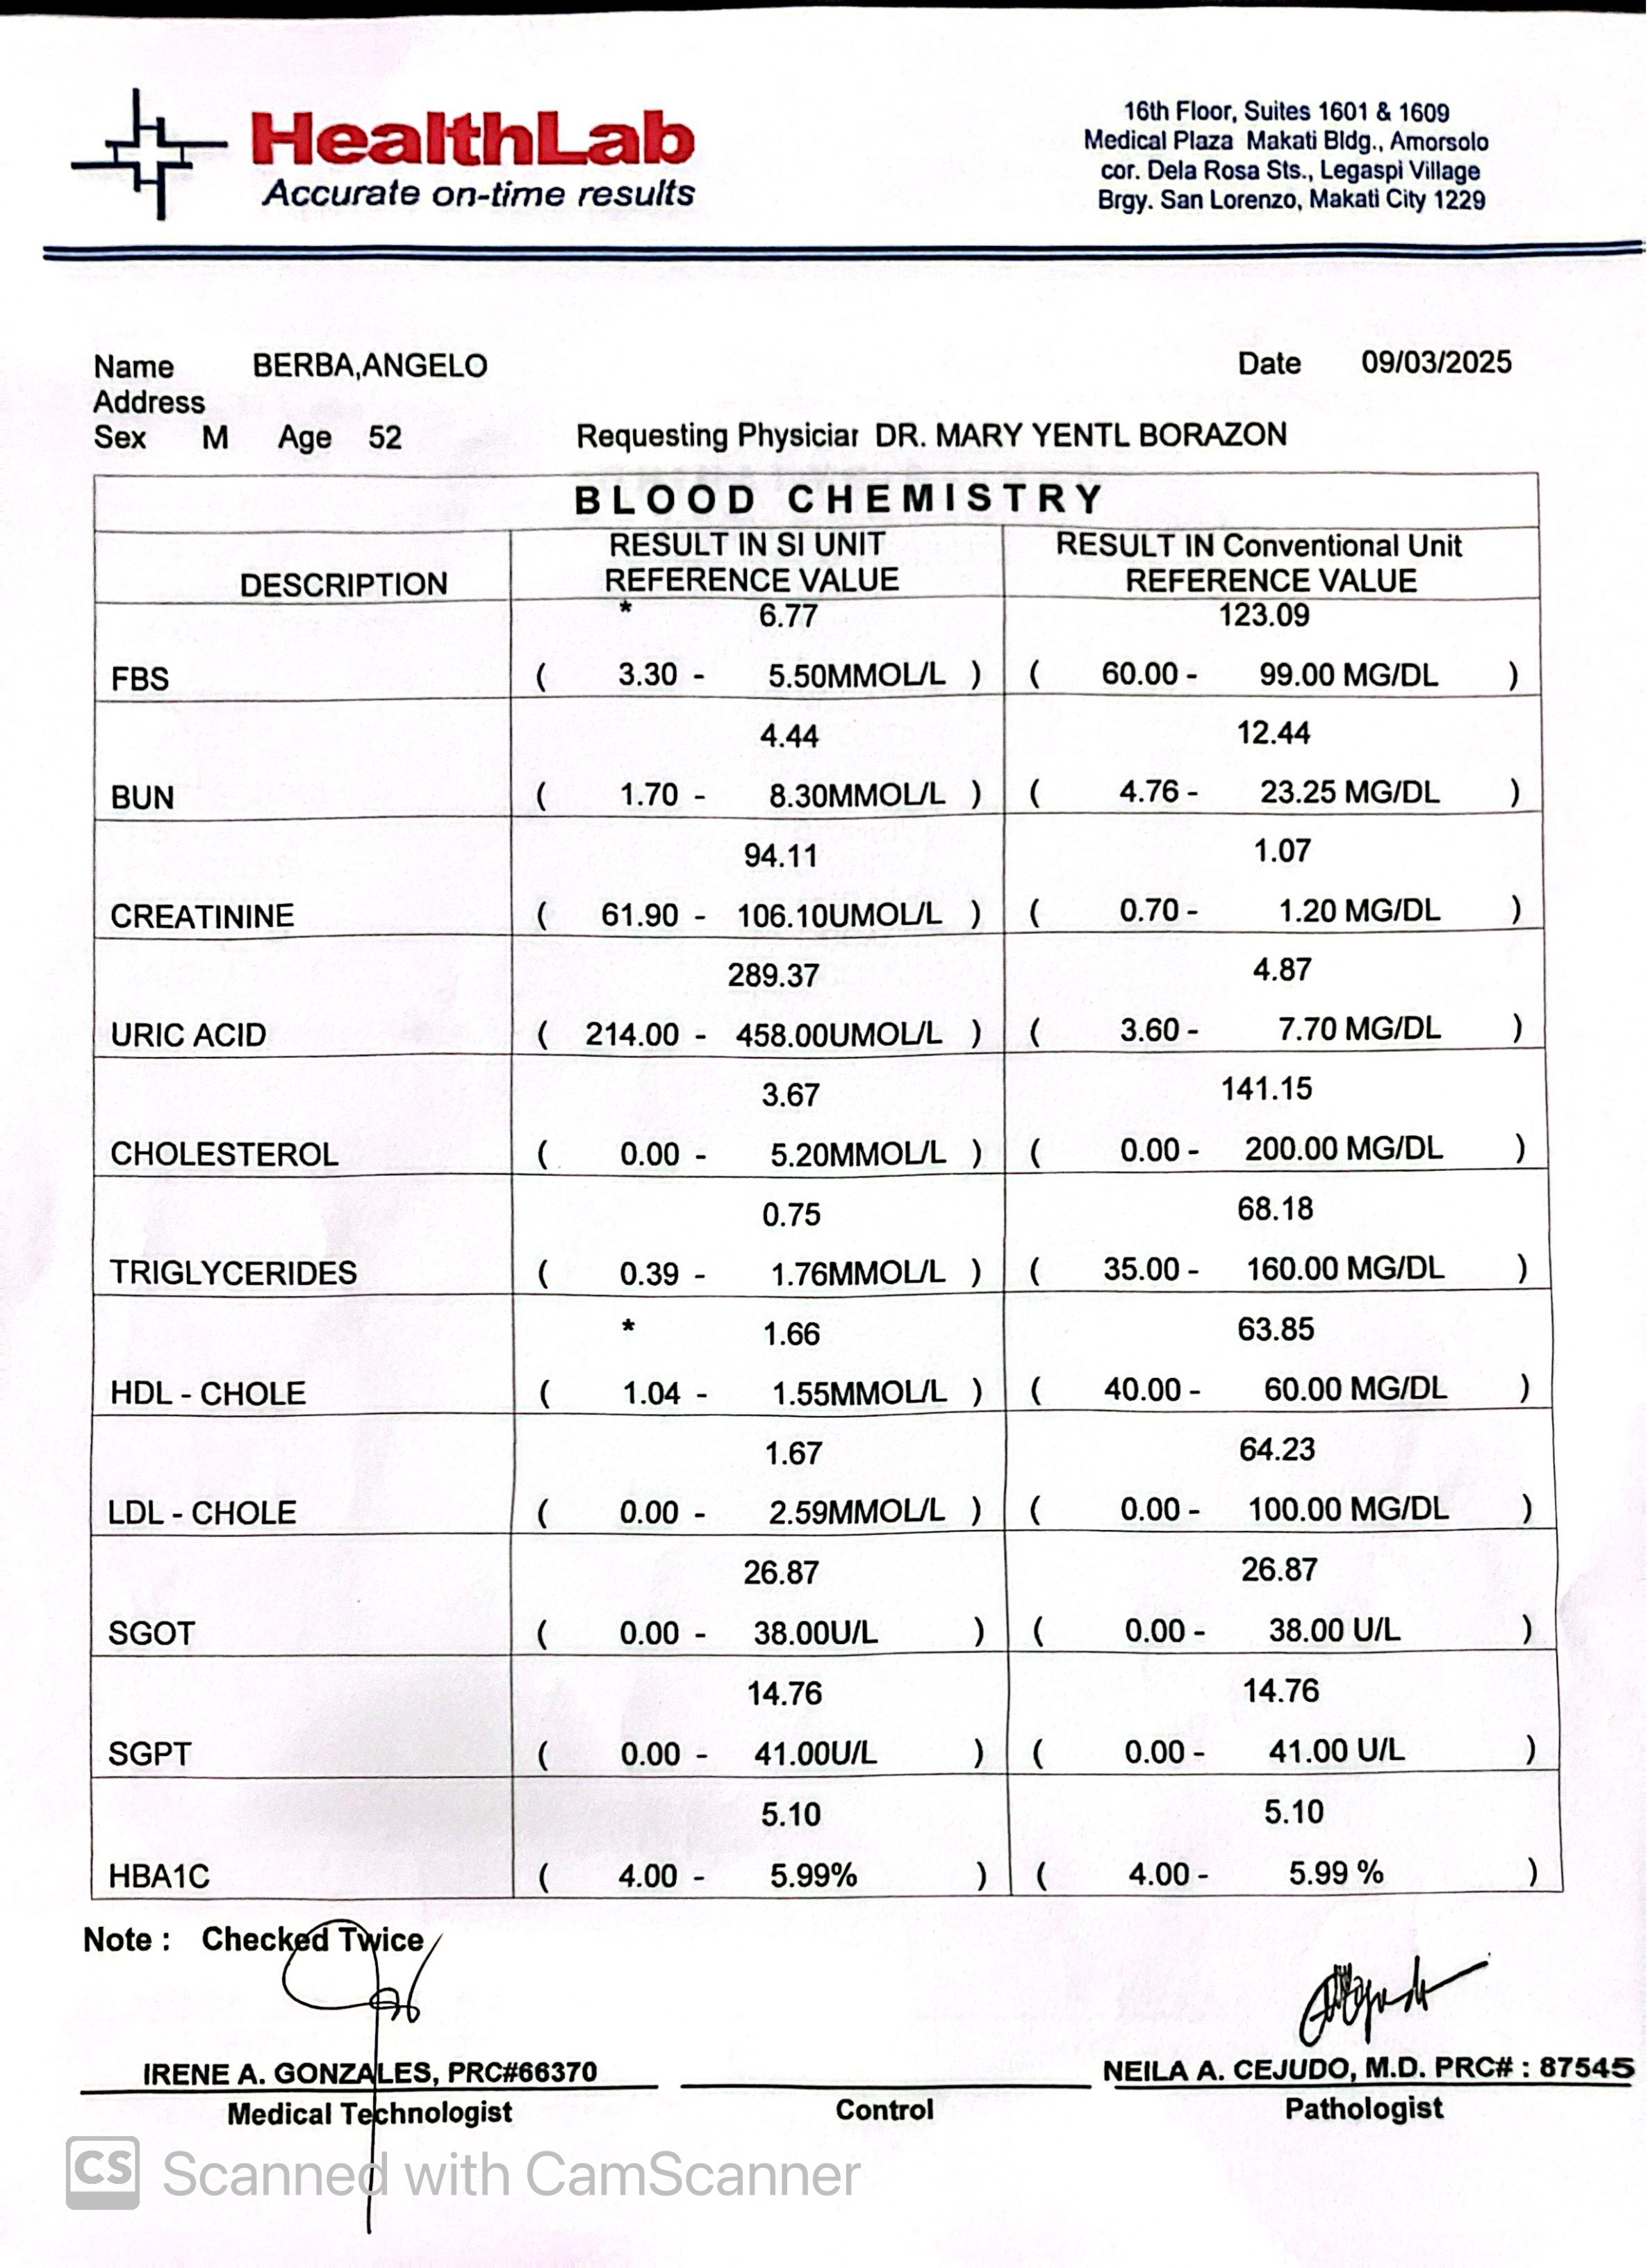 HealthLab
Accurate on-time results
16th Floor, Suites 1601 & 1609
Medical Plaza Makati Bldg., Amorsolo
cor. Dela Rosa Sts., Legaspi Village
Brgy. San Lorenzo, Makati City 1229
Name BERBA,ANGELO Date 09/03/2025
Address
Sex M Age 52 Requesting Physiciar DR. MARY YENTL BORAZON
BLOOD CHEMISTRY
RESULT IN SI UNIT RESULT IN Conventional Unit
DESCRIPTION REFERENCE VALUE REFERENCE VALUE
* 6.77 123.09
FBS ( 3.30 - 5.50MMOL/L ) ( 60.00 - 99.00 MG/DL )
4.44 12.44
BUN ( 1.70 - 8.30MMOL/L ) ( 4.76 - 23.25 MG/DL )
94.11 1.07
CREATININE ( 61.90 - 106.10UMOL/L ) ( 0.70 - 1.20 MG/DL )
289.37 4.87
URIC ACID ( 214.00 - 458.00UMOL/L ) ( 3.60 - 7.70 MG/DL )
3.67 141.15
CHOLESTEROL ( 0.00 - 5.20MMOL/L ) ( 0.00 - 200.00 MG/DL )
0.75 68.18
TRIGLYCERIDES ( 0.39 - 1.76MMOL/L ) ( 35.00 - 160.00 MG/DL )
* 1.66 63.85
HDL - CHOLE ( 1.04 - 1.55MMOL/L ) ( 40.00 - 60.00 MG/DL )
1.67 64.23
LDL - CHOLE ( 0.00 - 2.59MMOL/L ) ( 0.00 - 100.00 MG/DL )
26.87 26.87
SGOT ( 0.00 - 38.00U/L ) ( 0.00 - 38.00 U/L )
14.76 14.76
SGPT ( 0.00 - 41.00U/L ) ( 0.00 - 41.00 U/L )
5.10 5.10
HBA1C ( 4.00 - 5.99% ) ( 4.00 - 5.99 % )
Note : Checked Twice
IRENE A. GONZALES, PRC#66370 NEILA A. CEJUDO, M.D. PRC# : 87545
Medical Technologist Control Pathologist
CS Scanned with CamScanner